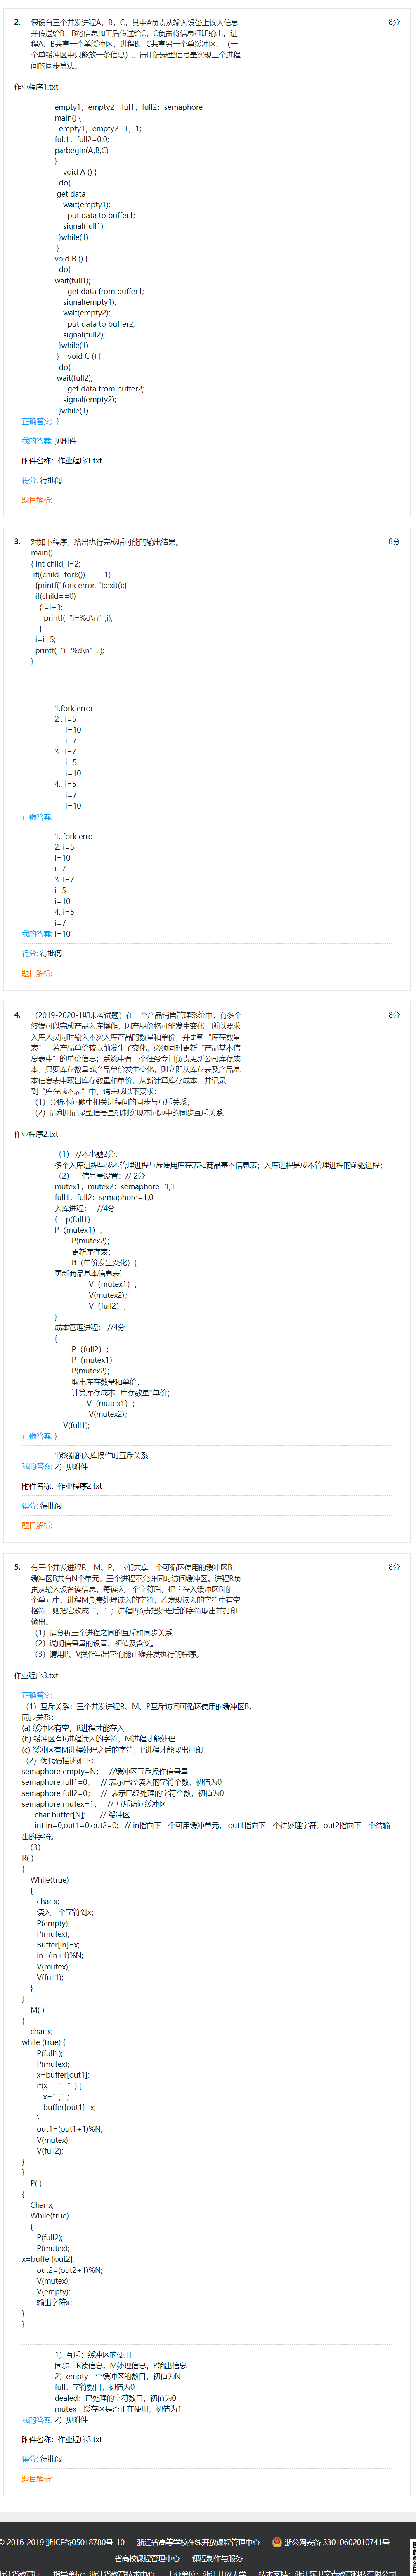 2. 假设有三个并发进程A，B，C，其中A负责从输入设备上读入信息 8分
并传送给B，B将信息加工后传送给C，C负责将信息打印输出。进
程A、B共享一个单缓冲区，进程B、C共享另一个单缓冲区。（一
个单缓冲区中只能放一条信息）。请用记录型信号量实现三个进程
间的同步算法。
作业程序1.txt
empty1，empty2，ful1，full2：semaphore
main() {
empty1，empty2=1，1;
ful,1，full2=0,0;
parbegin(A,B,C)
}
void A () {
do{
get data
wait(empty1);
put data to buffer1;
signal(full1);
}while(1)
}
void B () {
do{
wait(full1);
get data from buffer1;
signal(empty1);
wait(empty2);
put data to buffer2;
signal(full2);
}while(1)
} void C () {
do{
wait(full2);
get data from buffer2;
signal(empty2);
}while(1)
正确答案: }
我的答案: 见附件
附件名称：作业程序1.txt
得分: 待批阅
题目解析:
3. 对如下程序，给出执行完成后可能的输出结果。 8分
main()
{ int child, i=2;
if((child=fork()) == –1)
{printf("fork error. ");exit();}
if(child==0)
{i=i+3;
printf( “i=%d\n” ,i);
}
i=i+5;
printf( “i=%d\n” ,i);
}
1.fork error
2 . i=5
i=10
i=7
3. i=7
i=5
i=10
4. i=5
i=7
i=10
正确答案:
1. fork erro
2. i=5
i=10
i=7
3. i=7
i=5
i=10
4. i=5
i=7
我的答案: i=10
得分: 待批阅
题目解析:
4. （2019-2020-1期末考试题）在一个产品销售管理系统中，有多个 8分
终端可以完成产品入库操作，因产品价格可能发生变化，所以要求
入库人员同时输入本次入库产品的数量和单价，并更新“库存数量
表”。若产品单价较以前发生了变化，必须同时更新“产品基本信
息表中”的单价信息；系统中有一个任务专门负责更新公司库存成
本，只要库存数量或产品单价发生变化，则立即从库存表及产品基
本信息表中取出库存数量和单价，从新计算库存成本，并记录
到“库存成本表”中。请完成以下要求：
（1）分析本问题中相关进程间的同步与互斥关系；
（2）请利用记录型信号量机制实现本问题中的同步互斥关系。
作业程序2.txt
（1） //本小题2分：
多个入库进程与成本管理进程互斥使用库存表和商品基本信息表；入库进程是成本管理进程的前驱进程；
（2） 信号量设置：// 2分
mutex1，mutex2：semaphore=1,1
full1，full2：semaphore=1,0
入库进程： //4分
{ p(full1)
P（mutex1）;
P(mutex2);
更新库存表；
If（单价发生变化）{
更新商品基本信息表}
V（mutex1）;
V(mutex2);
V（full2）;
}
成本管理进程： //4分
{
P（full2）;
P（mutex1）;
P(mutex2);
取出库存数量和单价；
计算库存成本=库存数量*单价；
V（mutex1）;
V(mutex2);
V(full1);
正确答案: }
1)终端的入库操作时互斥关系
我的答案: 2）见附件
附件名称：作业程序2.txt
得分: 待批阅
题目解析:
5. 有三个并发进程R、M、P，它们共享一个可循环使用的缓冲区B， 8分
缓冲区B共有N个单元，三个进程不允许同时访问缓冲区。进程R负
责从输入设备读信息，每读入一个字符后，把它存入缓冲区B的一
个单元中；进程M负责处理读入的字符，若发现读入的字符中有空
格符，则把它改成“，”；进程P负责把处理后的字符取出并打印
输出。
（1）请分析三个进程之间的互斥和同步关系
（2）说明信号量的设置、初值及含义。
（3）请用P、V操作写出它们能正确并发执行的程序。
作业程序3.txt
正确答案:
（1）互斥关系：三个并发进程R、M、P互斥访问可循环使用的缓冲区B。
同步关系：
(a) 缓冲区有空，R进程才能存入
(b) 缓冲区有R进程读入的字符，M进程才能处理
(c) 缓冲区有M进程处理之后的字符，P进程才能取出打印
（2）伪代码描述如下：
semaphore empty=N； //缓冲区互斥操作信号量
semaphore full1=0； // 表示已经读入的字符个数，初值为0
semaphore full2=0； // 表示已经处理的字符个数，初值为0
semaphore mutex=1； // 互斥访问缓冲区
char buffer[N]; // 缓冲区
int in=0,out1=0,out2=0; // in指向下一个可用缓冲单元， out1指向下一个待处理字符，out2指向下一个待输
出的字符。
（3）
R( )
{
While(true)
{
char x;
读入一个字符到x；
P(empty);
P(mutex);
Buffer[in]=x;
in=(in+1)%N;
V(mutex);
V(full1);
}
}
M( )
{
char x;
while (true) {
P(full1);
P(mutex);
x=buffer[out1];
if(x==” ” ) {
x=” ,” ;
buffer[out1]=x;
}
out1=(out1+1)%N;
V(mutex);
V(full2);
}
}
P( )
{
Char x;
While(true)
{
P(full2);
P(mutex);
x=buffer[out2];
out2=(out2+1)%N;
V(mutex);
V(empty);
输出字符x；
}
}
1）互斥：缓冲区的使用
同步：R读信息，M处理信息，P输出信息
2）empty：空缓冲区的数目，初值为N
full：字符数目，初值为0
dealed：已处理的字符数目，初值为0
mutex：缓存区是否正在使用，初值为1
我的答案: 2）见附件
附件名称：作业程序3.txt
得分: 待批阅
题目解析:
© 2016-2019 浙ICP备05018780号-10 浙江省高等学校在线开放课程管理中心 浙公网安备 33010602010741号
省高校课程管理中心 课程制作与服务
浙江省教育厅 指导单位：浙江省教育技术中心 主办单位：浙江开放大学